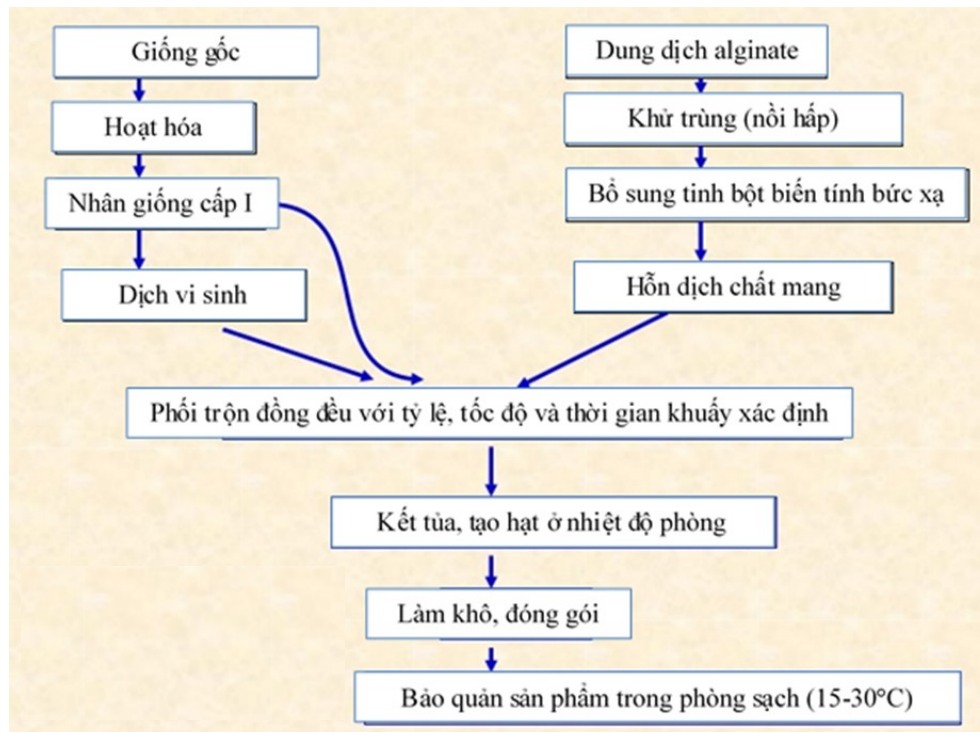 Giống gốc
Hoạt hóa
Nhân giống cấp I
Dịch vi sinh
Dung dịch alginate
Khử trùng (nồi hấp)
Bổ sung tinh bột biến tính bức xạ
Hỗn dịch chất mang
Phối trộn đồng đều với tỷ lệ, tốc độ và thời gian khuấy xác định
Kết tủa, tạo hạt ở nhiệt độ phòng
Làm khô, đóng gói
Bảo quản sản phẩm trong phòng sạch (15-30°C)